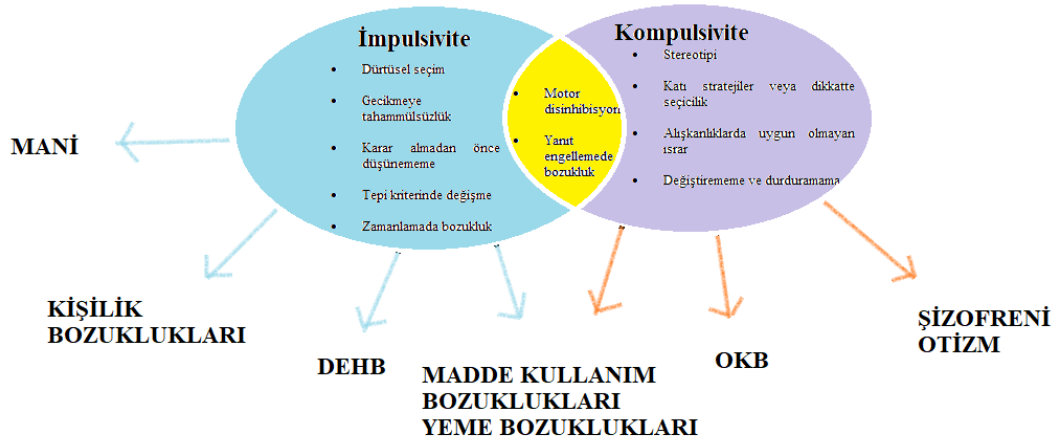 İmpulsivite
• Dürtüsel seçim
• Gecikmeye
tahammülsüzlük
• Karar almadan önce
düşünememe
• Tepi kriterinde değişme
• Zamanlamada bozukluk
• Motor
disinhibisyon
• Yanıt
engellemede
bozukluk
Kompulsivite
• Stereotipi
• Katı stratejiler veya dikkatte
seçicilik
• Alışkanlıklarda uygun olmayan
ısrar
• Değiştirememe ve durduramama
MANİ
KİŞİLİK
BOZUKLUKLARI
DEHB
MADDE KULLANIM
BOZUKLUKLARI
YEME BOZUKLUKLARI
OKB
ŞİZOFRENİ
OTİZM